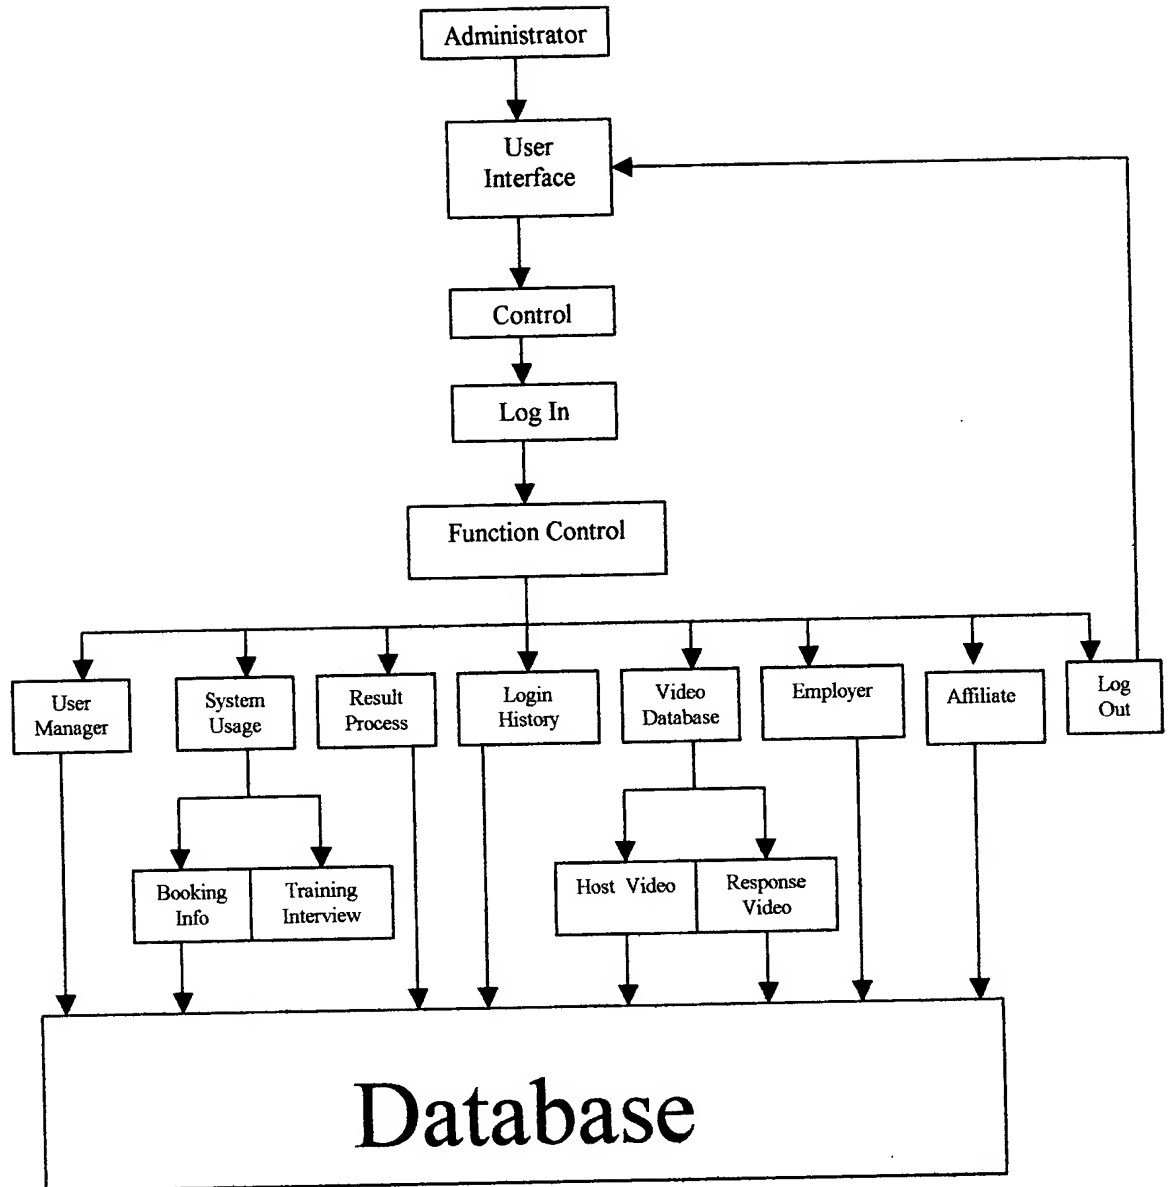 Administrator
User
Interface
Control
Log In
Function Control
User
Manager
System
Usage
Result
Process
Login
History
Video
Database
Employer
Affiliate
Log
Out
Booking
Info
Training
Interview
Host Video
Response
Video
Database